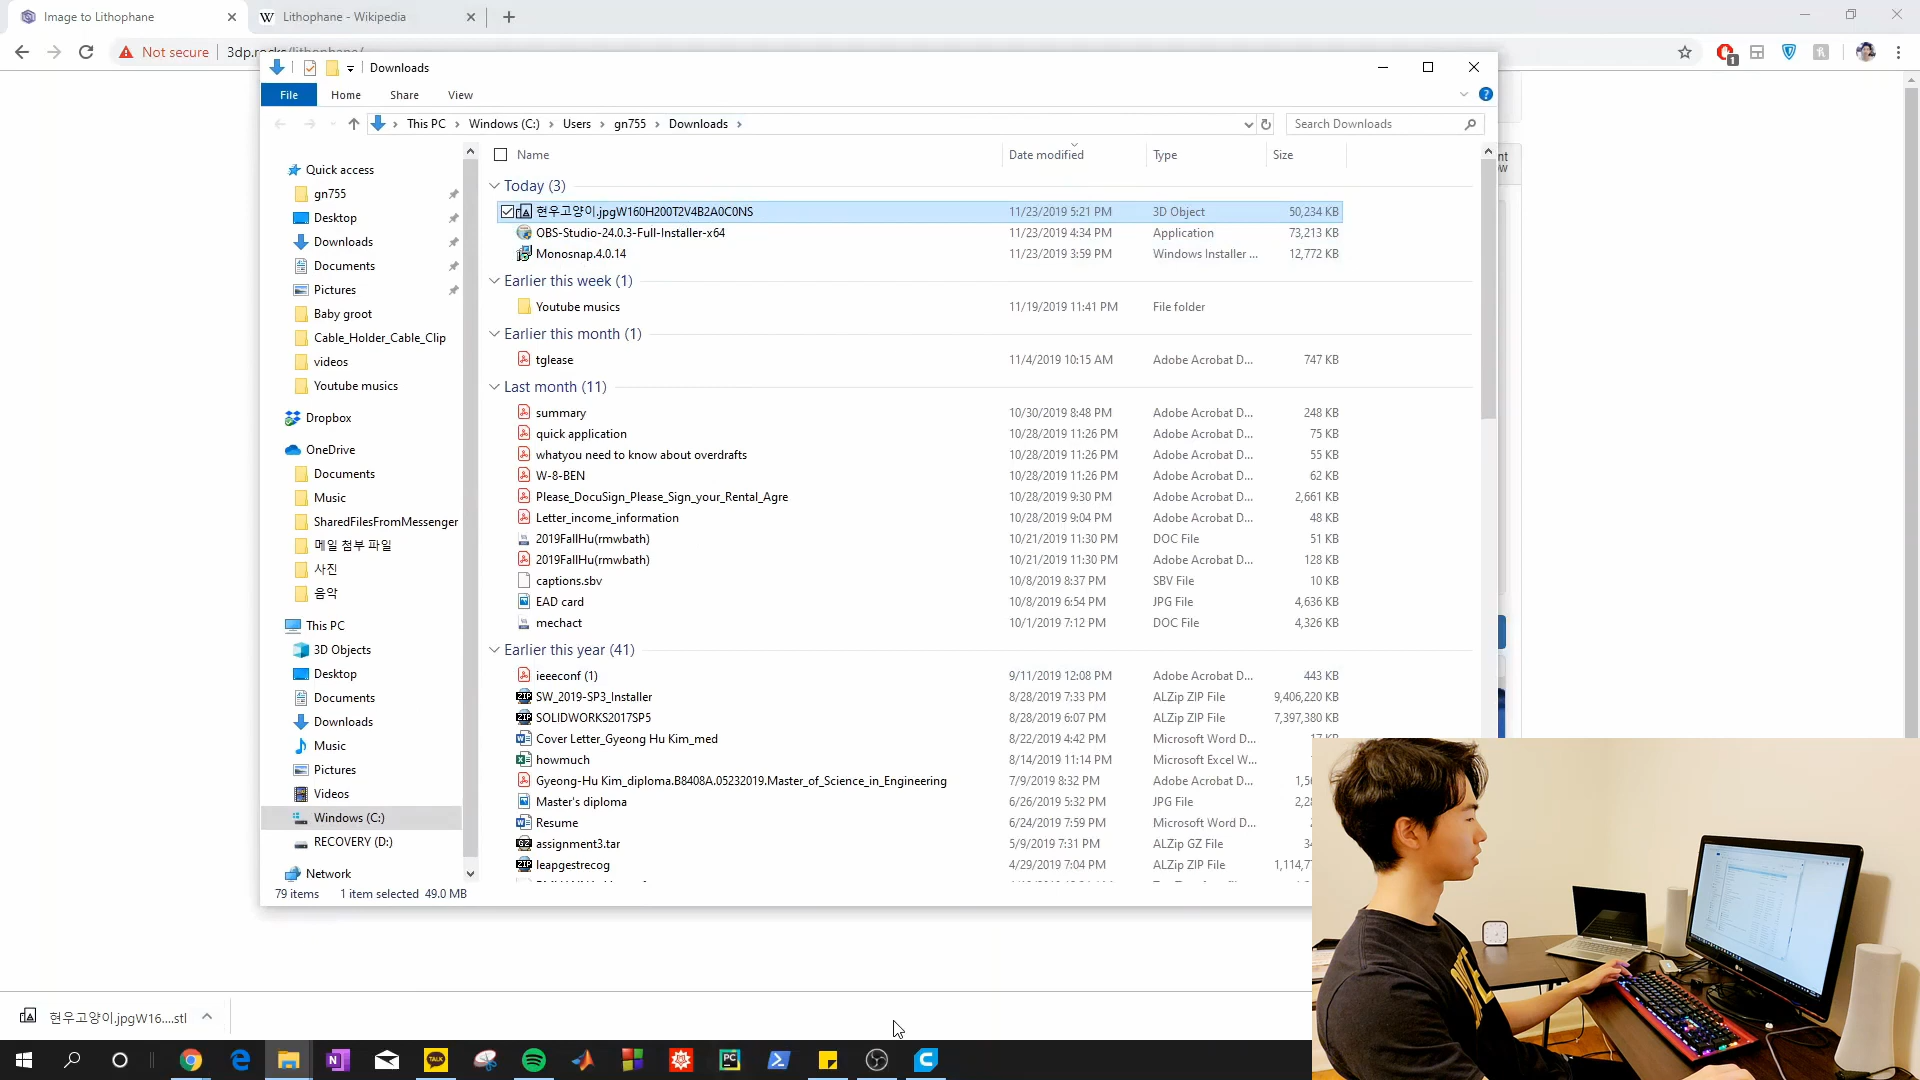 Image to Lithophane
Lithophane - Wikipedia
Not secure
3dp.rocks/lithophane/
1
Downloads
File
Home
Share
View
This PC
Windows (C:)
Users
gn755
Downloads
Search Downloads
Quick access
gn755
Desktop
Downloads
Documents
Pictures
Baby groot
Cable_Holder_Cable_Clip
videos
Youtube musics
Dropbox
OneDrive
Documents
Music
SharedFilesFromMessenger
메일 첨부 파일
사진
음악
This PC
3D Objects
Desktop
Documents
Downloads
Music
Pictures
Videos
Windows (C:)
RECOVERY (D:)
Network
Name Date modified Type Size
Today (3)
현우고양이.jpgW160H200T2V4B2A0C0NS 11/23/2019 5:21 PM 3D Object 50,234 KB
OBS-Studio-24.0.3-Full-Installer-x64 11/23/2019 4:34 PM Application 73,213 KB
Monosnap.4.0.14 11/23/2019 3:59 PM Windows Installer ... 12,772 KB
Earlier this week (1)
Youtube musics 11/19/2019 11:41 PM File folder
Earlier this month (1)
tglease 11/4/2019 10:15 AM Adobe Acrobat D... 747 KB
Last month (11)
summary 10/30/2019 8:48 PM Adobe Acrobat D... 248 KB
quick application 10/28/2019 11:26 PM Adobe Acrobat D... 75 KB
whatyou need to know about overdrafts 10/28/2019 11:26 PM Adobe Acrobat D... 55 KB
W-8-BEN 10/28/2019 11:26 PM Adobe Acrobat D... 62 KB
Please_DocuSign_Please_Sign_your_Rental_Agre 10/28/2019 9:30 PM Adobe Acrobat D... 2,661 KB
Letter_income_information 10/28/2019 9:04 PM Adobe Acrobat D... 48 KB
2019FallHu(rmwbath) 10/21/2019 11:30 PM DOC File 51 KB
2019FallHu(rmwbath) 10/21/2019 11:30 PM Adobe Acrobat D... 128 KB
captions.sbv 10/8/2019 8:37 PM SBV File 10 KB
EAD card 10/8/2019 6:54 PM JPG File 4,636 KB
mechact 10/1/2019 7:12 PM DOC File 4,326 KB
Earlier this year (41)
ieeeconf (1) 9/11/2019 12:08 PM Adobe Acrobat D... 443 KB
SW_2019-SP3_Installer 8/28/2019 7:33 PM ALZip ZIP File 9,406,220 KB
SOLIDWORKS2017SP5 8/28/2019 6:07 PM ALZip ZIP File 7,397,380 KB
Cover Letter_Gyeong Hu Kim_med 8/22/2019 4:42 PM Microsoft Word D... 17 KB
howmuch 8/14/2019 11:14 PM Microsoft Excel W...
Gyeong-Hu Kim_diploma.B8408A.05232019.Master_of_Science_in_Engineering 7/9/2019 8:32 PM Adobe Acrobat D...
Master's diploma 6/26/2019 5:32 PM JPG File
Resume 6/24/2019 7:59 PM Microsoft Word D...
assignment3.tar 5/9/2019 7:31 PM ALZip GZ File
leapgestrecog 4/29/2019 7:04 PM ALZip ZIP File
79 items 1 item selected 49.0 MB
현우고양이.jpgW16....stl
TALK
PC